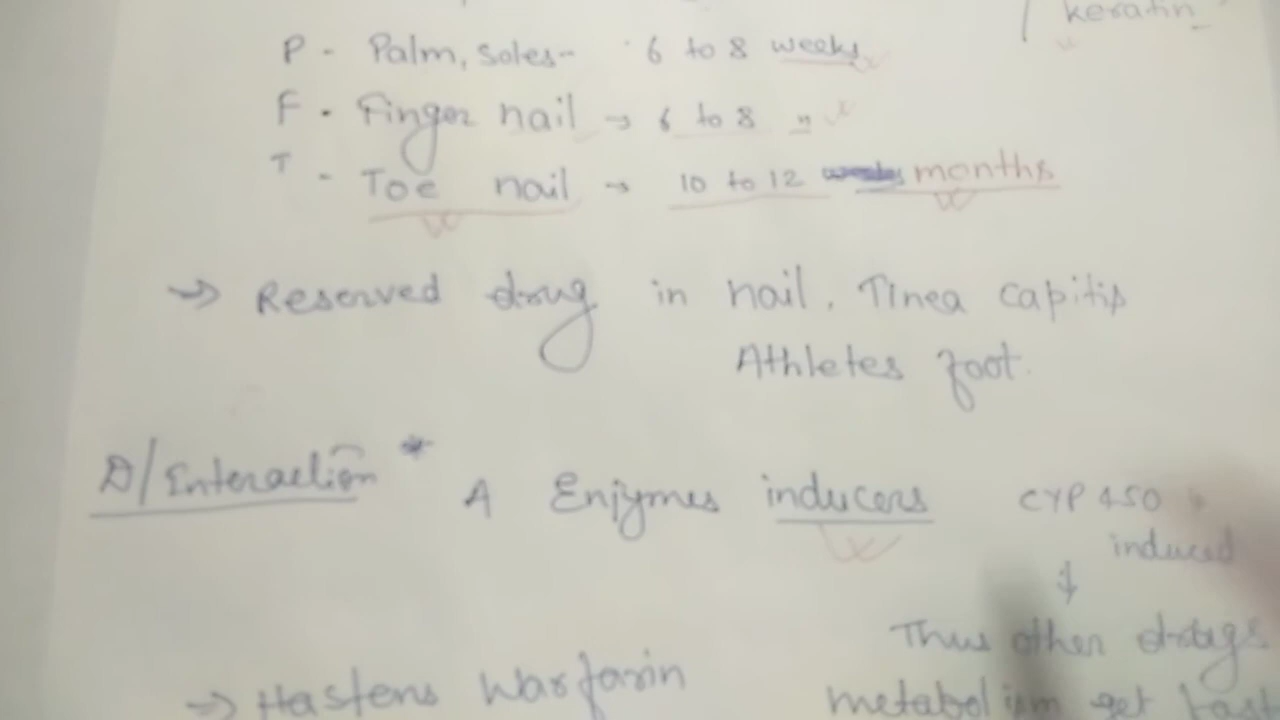 keratin
P - Palm, Soles - 6 to 8 weeks
F - Finger nail → 6 to 8 "
T - Toe nail → 10 to 12 months
→ Reserved drug in nail, Tinea capitis
Athletes foot.
D/Interaction * A Enzymes inducers CYP 450
induced
↓
Thus other drugs
→ Hastens Warfarin metabolism get fast